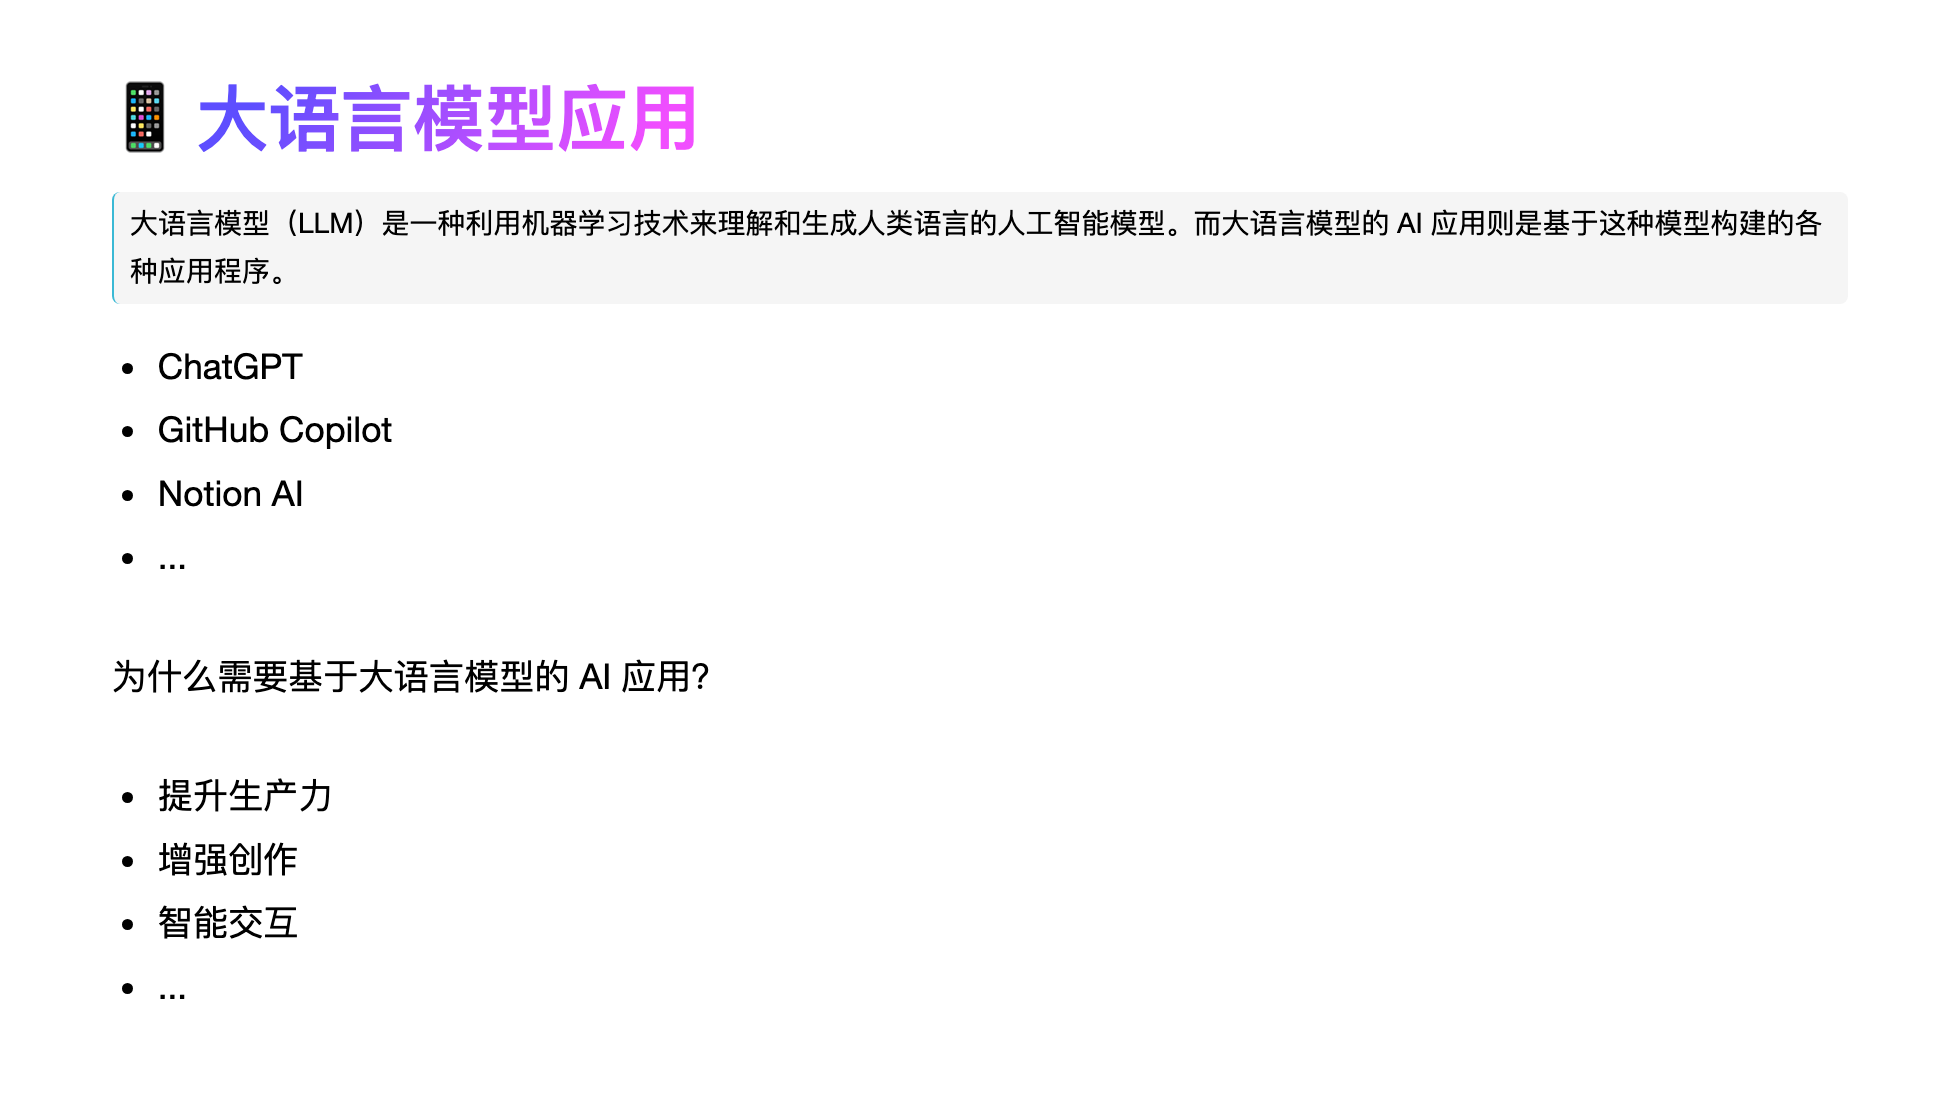 📱 大语言模型应用
大语言模型（LLM）是一种利用机器学习技术来理解和生成人类语言的人工智能模型。而大语言模型的 AI 应用则是基于这种模型构建的各
种应用程序。
• ChatGPT
• GitHub Copilot
• Notion AI
• ...
为什么需要基于大语言模型的 AI 应用?
• 提升生产力
• 增强创作
• 智能交互
• ...